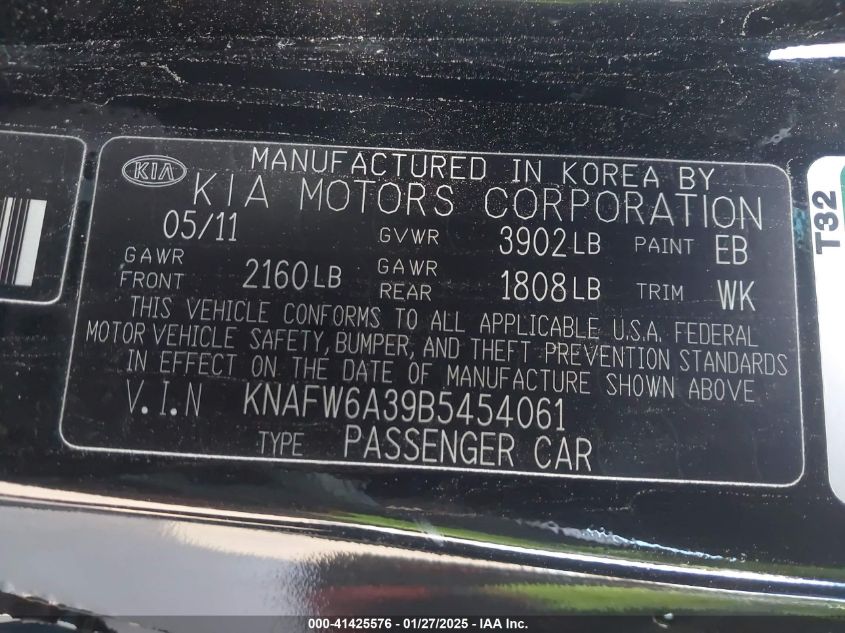 KIA
MANUFACTURED IN KOREA BY
KIA MOTORS CORPORATION
05/11 GVWR 3902LB PAINT EB
GAWR FRONT 2160LB GAWR REAR 1808LB TRIM WK
THIS VEHICLE CONFORMS TO ALL APPLICABLE U.S.A. FEDERAL
MOTOR VEHICLE SAFETY, BUMPER, AND THEFT PREVENTION STANDARDS
IN EFFECT ON THE DATE OF MANUFACTURE SHOWN ABOVE
V.I.N KNAFW6A39B5454061
TYPE PASSENGER CAR
T32
000-41425576 - 01/27/2025 - IAA Inc.